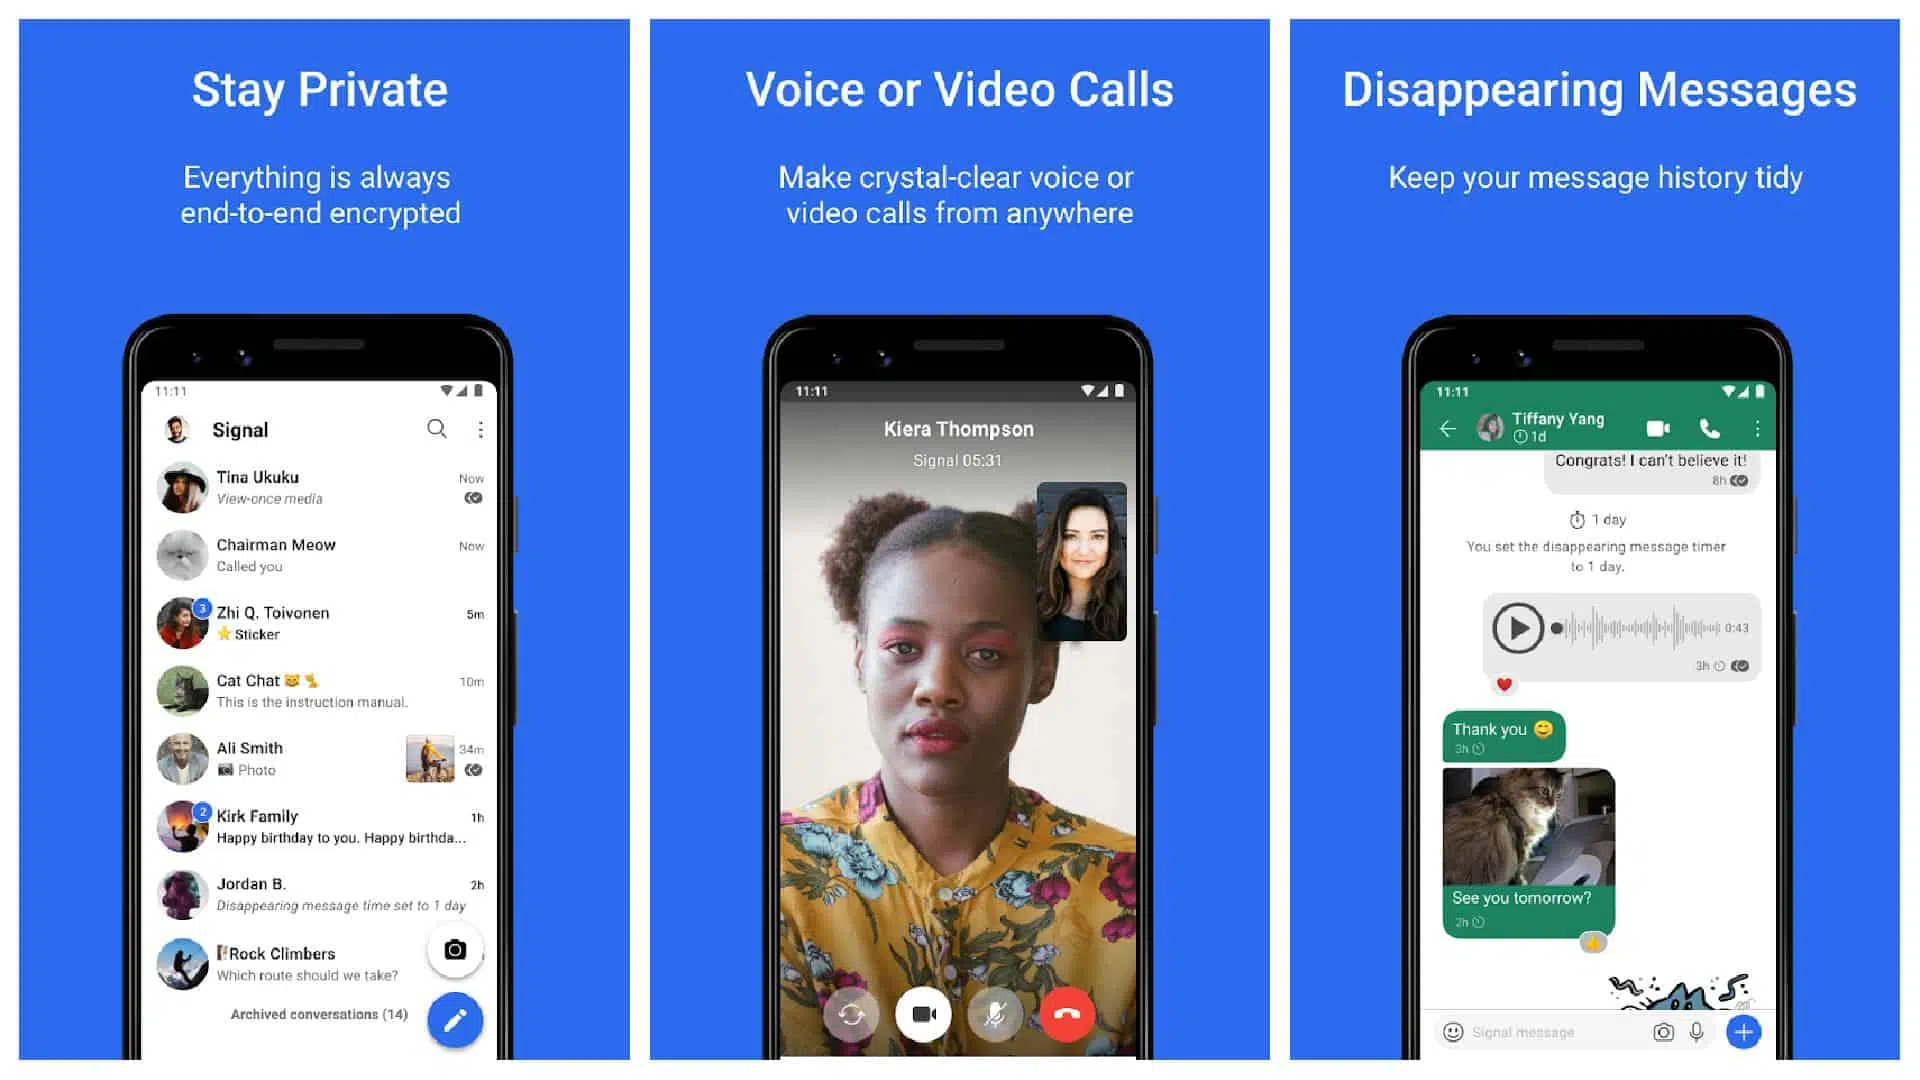 Stay Private
Everything is always
end-to-end encrypted
11:11
Signal
Tina Ukuku
Now
View-once media
Chairman Meow
Now
Called you
3
Zhi Q. Toivonen
5m
⭐ Sticker
Cat Chat 😺 🐈
10m
This is the instruction manual.
Ali Smith
34m
📷 Photo
2
Kirk Family
1h
Happy birthday to you. Happy birthda...
Jordan B.
2h
Disappearing message time set to 1 day
🧗Rock Climbers
Which route should we take?
Archived conversations (14)
Voice or Video Calls
Make crystal-clear voice or
video calls from anywhere
11:11
Kiera Thompson
Signal 05:31
Disappearing Messages
Keep your message history tidy
11:11
Tiffany Yang
1d
Congrats! I can't believe it!
8h
1 day
You set the disappearing message timer
to 1 day.
0:43
3h
❤️
Thank you 😊
3h
See you tomorrow?
2h
👍
Signal message